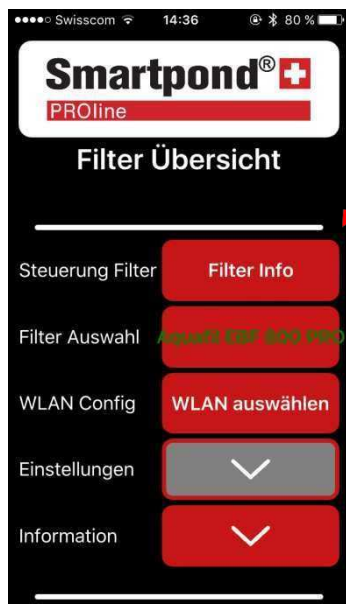 Swisscom 14:36 80 %
Smartpond®
PROline
Filter Übersicht
Steuerung Filter Filter Info
Filter Auswahl Aquafil EBF 800 PRO
WLAN Config WLAN auswählen
Einstellungen
Information